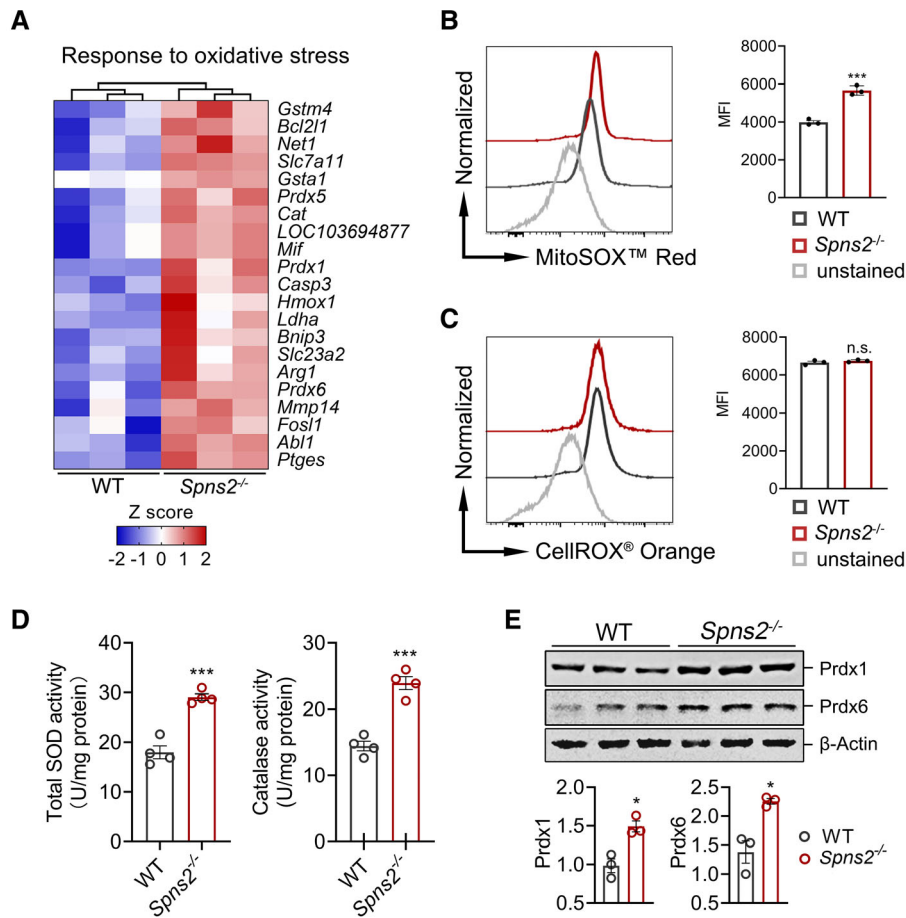 A
Response to oxidative stress
Gstm4
Bcl2l1
Net1
Slc7a11
Gsta1
Prdx5
Cat
LOC103694877
Mif
Prdx1
Casp3
Hmox1
Ldha
Bnip3
Slc23a2
Arg1
Prdx6
Mmp14
Fosl1
Abl1
Ptges
WT
Spns2-/-
Z score
-2 -1 0 1 2
B
Normalized
MitoSOX™ Red
MFI
8000
6000
4000
2000
0
***
WT
Spns2-/-
unstained
C
Normalized
CellROX® Orange
MFI
8000
6000
4000
2000
0
n.s.
WT
Spns2-/-
unstained
D
Total SOD activity
(U/mg protein)
40
30
20
10
0
***
WT
Spns2-/-
Catalase activity
(U/mg protein)
30
20
10
0
***
WT
Spns2-/-
E
WT
Spns2-/-
Prdx1
Prdx6
β-Actin
Prdx1
2.0
1.5
1.0
0.5
*
Prdx6
2.5
2.0
1.5
1.0
0.5
*
WT
Spns2-/-